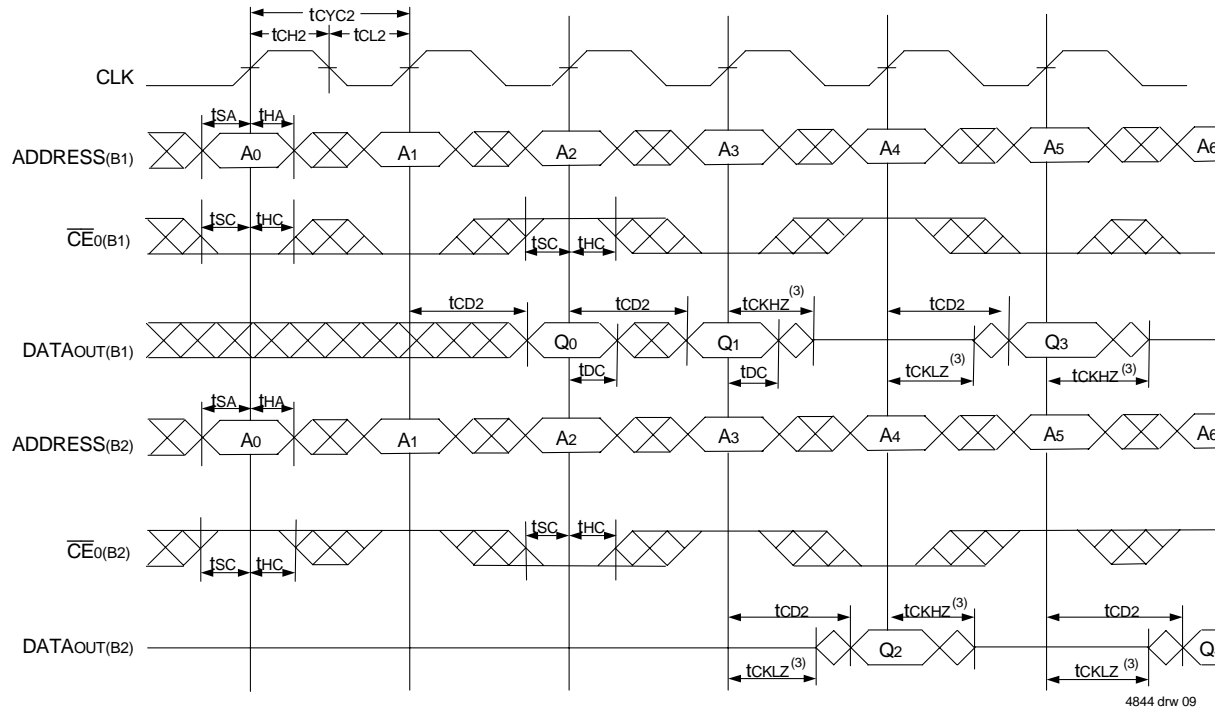 tCYC2
tCH2 tCL2
CLK
tSA tHA
ADDRESS(B1) A0 A1 A2 A3 A4 A5 A6
tSC tHC
CE0(B1)
tSC tHC
tCD2 tCD2 tCKHZ(3) tCD2
DATAOUT(B1) Q0 Q1 Q3
tDC tDC tCKLZ(3) tCKHZ(3)
tSA tHA
ADDRESS(B2) A0 A1 A2 A3 A4 A5 A6
tSC tHC
CE0(B2)
tSC tHC
tCD2 tCKHZ(3) tCD2
DATAOUT(B2) Q2 Q
tCKLZ(3) tCKLZ(3)
4844 drw 09